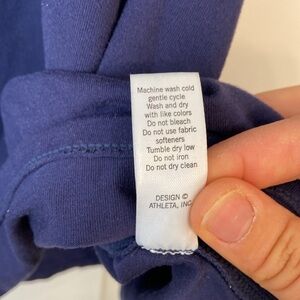 Machine wash cold
gentle cycle
Wash and dry
with like colors
Do not bleach
Do not use fabric
softeners
Tumble dry low
Do not iron
Do not dry clean
DESIGN ©
ATHLETA, INC.